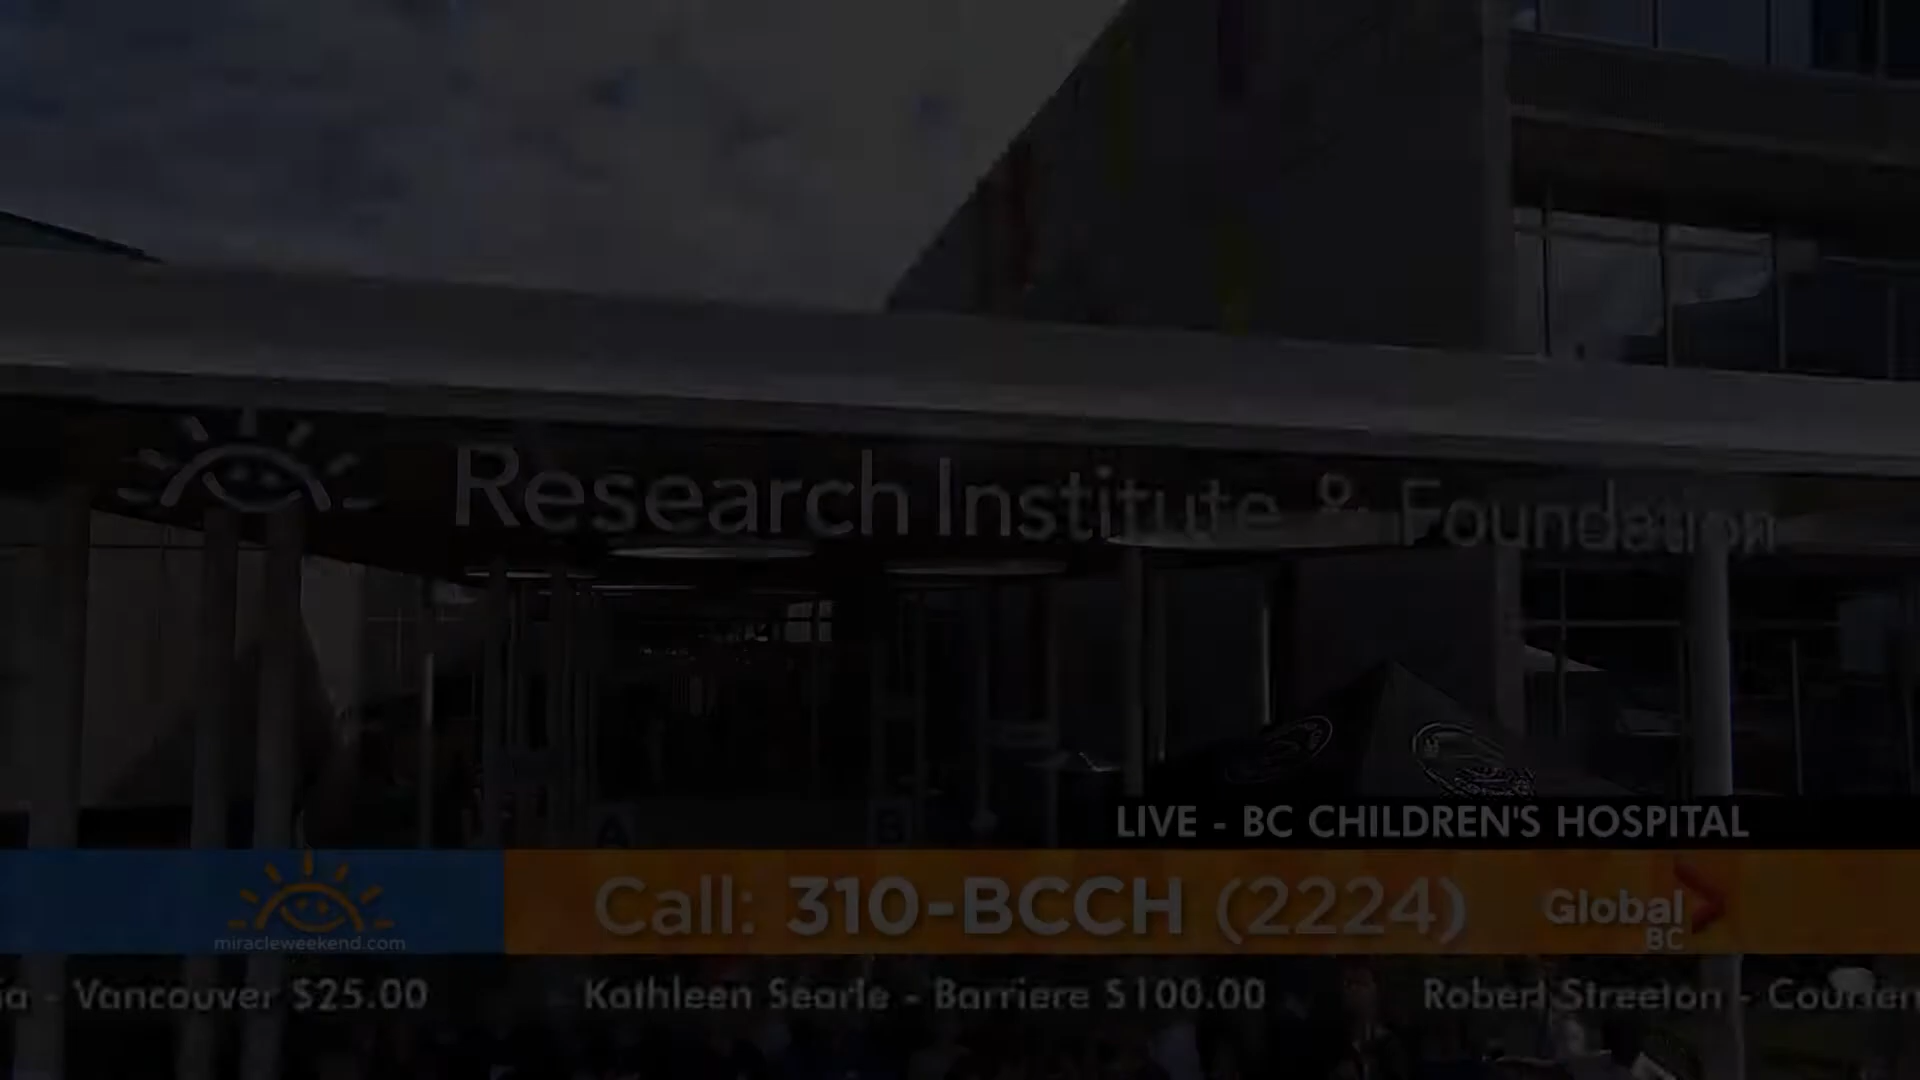 Research Institute & Foundation
A
B
LIVE - BC CHILDREN'S HOSPITAL
Call: 310-BCCH (2224)
Global
BC
miracleweekend.com
- Vancouver $25.00 Kathleen Searle - Barriere $100.00 Robert Streeton -